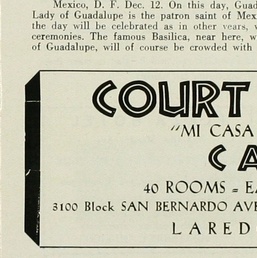 Mexico, D. F. Dec. 12. On this day, Guad
Lady of Guadalupe is the patron saint of Mex
the day will be celebrated as in other years, w
ceremonies. The famous Basilica, near here, w
of Guadalupe, will of course be crowded with
COURT
"MI CASA
CA
40 ROOMS = EA
3100 Block SAN BERNARDO AVE
LARED